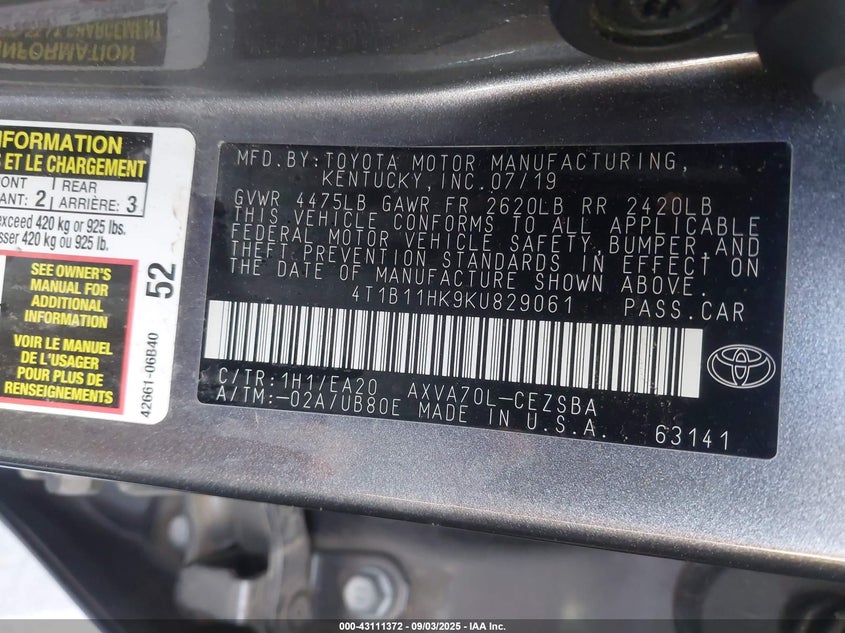 INFORMATION
ET LE CHARGEMENT
REAR
2 ARRIÈRE: 3
exceed 420 kg or 925 lbs.
420 kg ou 925 lb.
SEE OWNER'S
MANUAL FOR
ADDITIONAL
INFORMATION
VOIR LE MANUEL
DE L'USAGER
POUR PLUS DE
RENSEIGNEMENTS
52
42661-06B40
MFD.BY:TOYOTA MOTOR MANUFACTURING,
KENTUCKY, INC.07/19
GVWR 4475LB GAWR FR 2620LB RR 2420LB
THIS VEHICLE CONFORMS TO ALL APPLICABLE
FEDERAL MOTOR VEHICLE SAFETY, BUMPER AND
THEFT PREVENTION STANDARDS IN EFFECT ON
THE DATE OF MANUFACTURE SHOWN ABOVE.
4T1B11HK9KU829061 PASS.CAR
C/TR:1H1/EA20 AXVA70L-CEZSBA
A/TM:-02A/UB80E MADE IN U.S.A. 63141
000-43111372 - 09/03/2025 - IAA Inc.